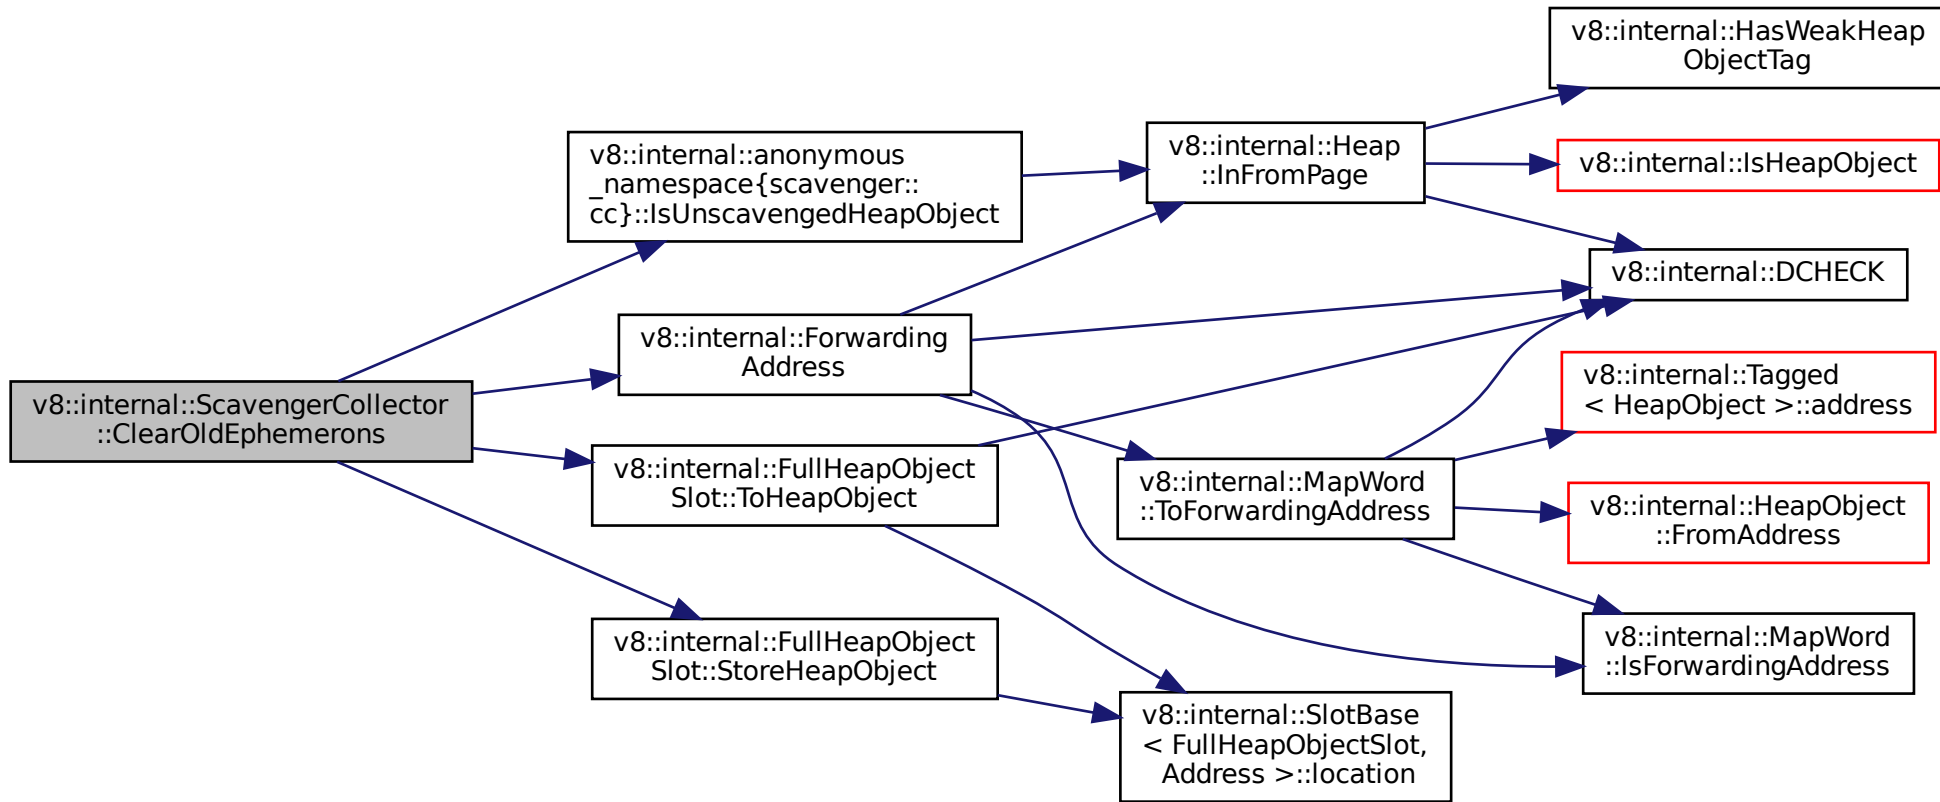 v8::internal::ScavengerCollector
::ClearOldEphemerons
v8::internal::anonymous
_namespace{scavenger::
cc}::IsUnscavengedHeapObject
v8::internal::Forwarding
Address
v8::internal::FullHeapObject
Slot::ToHeapObject
v8::internal::FullHeapObject
Slot::StoreHeapObject
v8::internal::Heap
::InFromPage
v8::internal::MapWord
::ToForwardingAddress
v8::internal::SlotBase
< FullHeapObjectSlot,
Address >::location
v8::internal::HasWeakHeap
ObjectTag
v8::internal::IsHeapObject
v8::internal::DCHECK
v8::internal::Tagged
< HeapObject >::address
v8::internal::HeapObject
::FromAddress
v8::internal::MapWord
::IsForwardingAddress